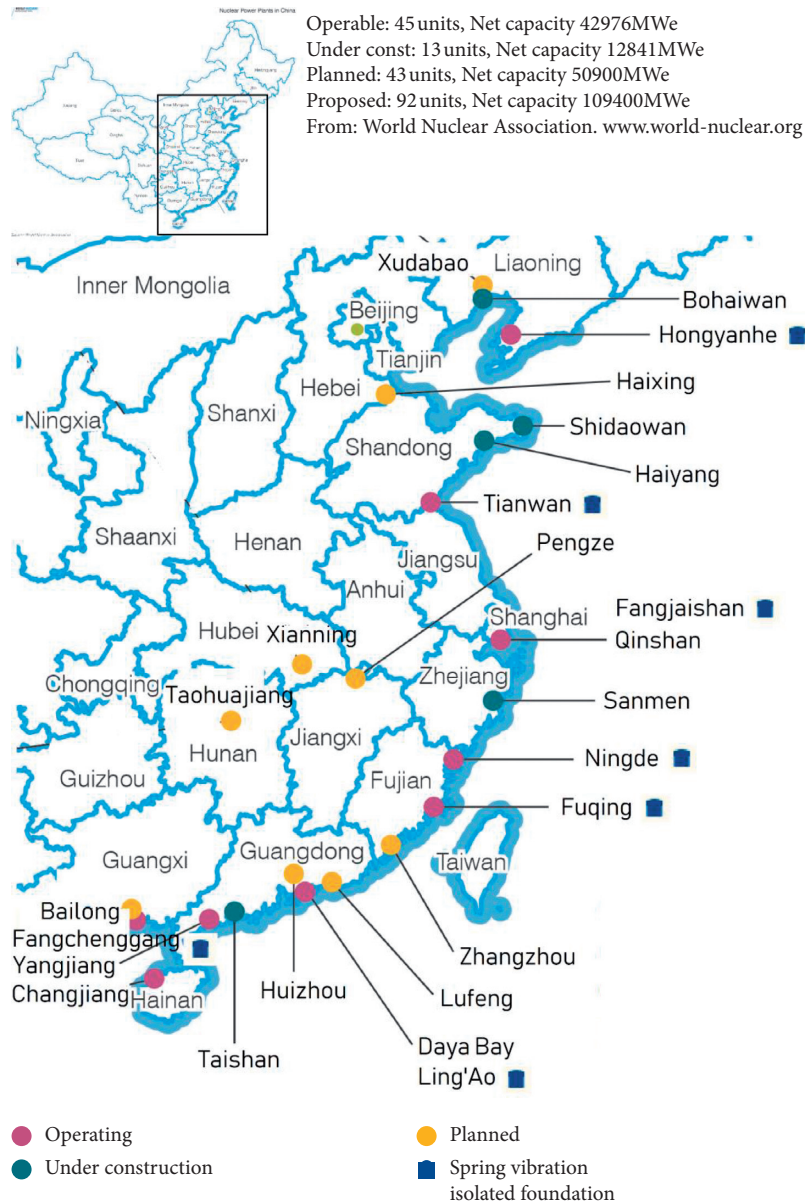 Nuclear Power Plants in China
Operable: 45 units, Net capacity 42976MWe
Under const: 13 units, Net capacity 12841MWe
Planned: 43 units, Net capacity 50900MWe
Proposed: 92 units, Net capacity 109400MWe
From: World Nuclear Association. www.world-nuclear.org
Xudabao
Liaoning
Inner Mongolia
Bohaiwan
Beijing
Hongyanhe
Tianjin
Hebei
Haixing
Ningxia
Shanxi
Shandong
Shidaowan
Haiyang
Tianwan
Shaanxi
Henan
Pengze
Jiangsu
Anhui
Fangjaishan
Shanghai
Hubei
Xianning
Qinshan
Chongqing
Taohuajiang
Zhejiang
Sanmen
Jiangxi
Hunan
Ningde
Guizhou
Fujian
Fuqing
Guangxi
Guangdong
Taiwan
Bailong
Fangchenggang
Yangjiang
Zhangzhou
Changjiang
Hainan
Huizhou
Lufeng
Taishan
Daya Bay
Ling'Ao
Operating
Planned
Under construction
Spring vibration
isolated foundation